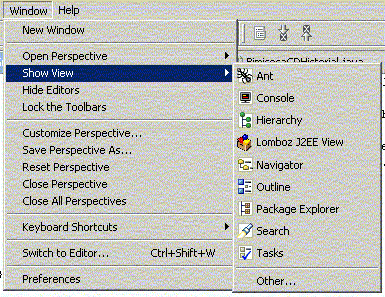 Window Help
New Window
Open Perspective
Show View
Hide Editors
Lock the Toolbars
Customize Perspective...
Save Perspective As...
Reset Perspective
Close Perspective
Close All Perspectives
Keyboard Shortcuts
Switch to Editor... Ctrl+Shift+W
Preferences
Ant
Console
Hierarchy
Lomboz J2EE View
Navigator
Outline
Package Explorer
Search
Tasks
Other...